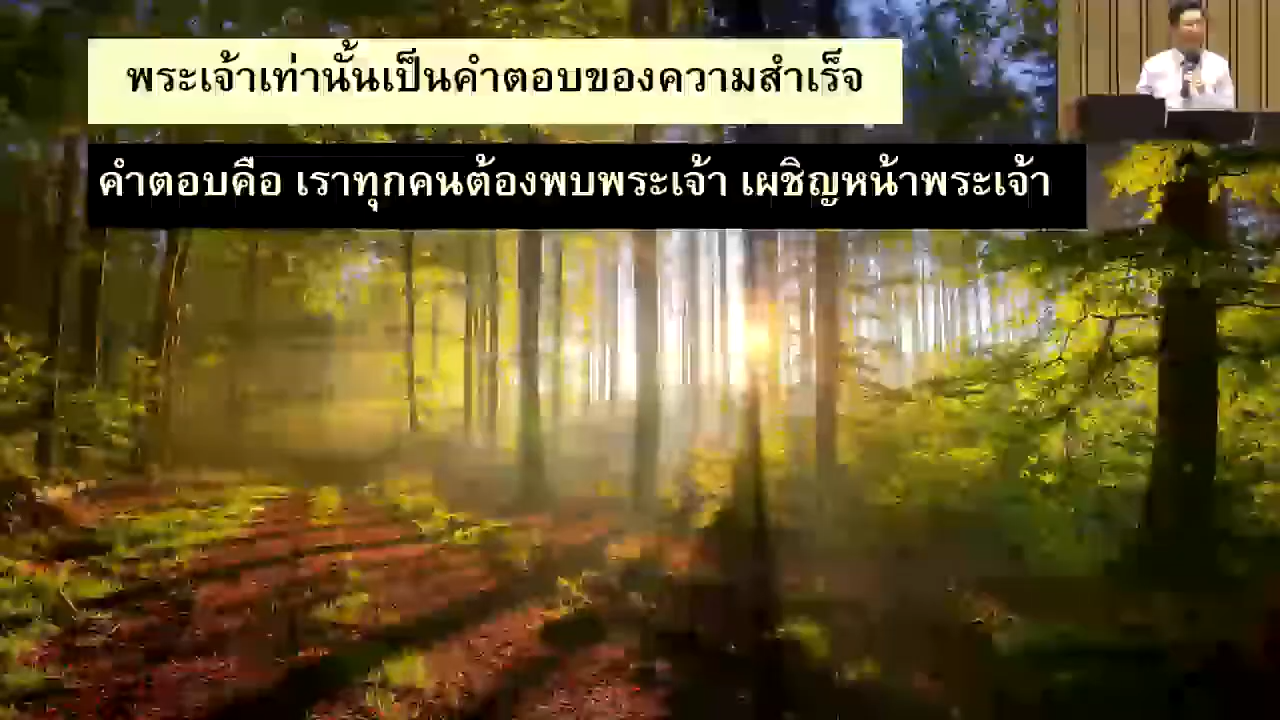 พระเจ้าเท่านั้นเป็นคำตอบของความสำเร็จ
คำตอบคือ เราทุกคนต้องพบพระเจ้า เผชิญหน้าพระเจ้า